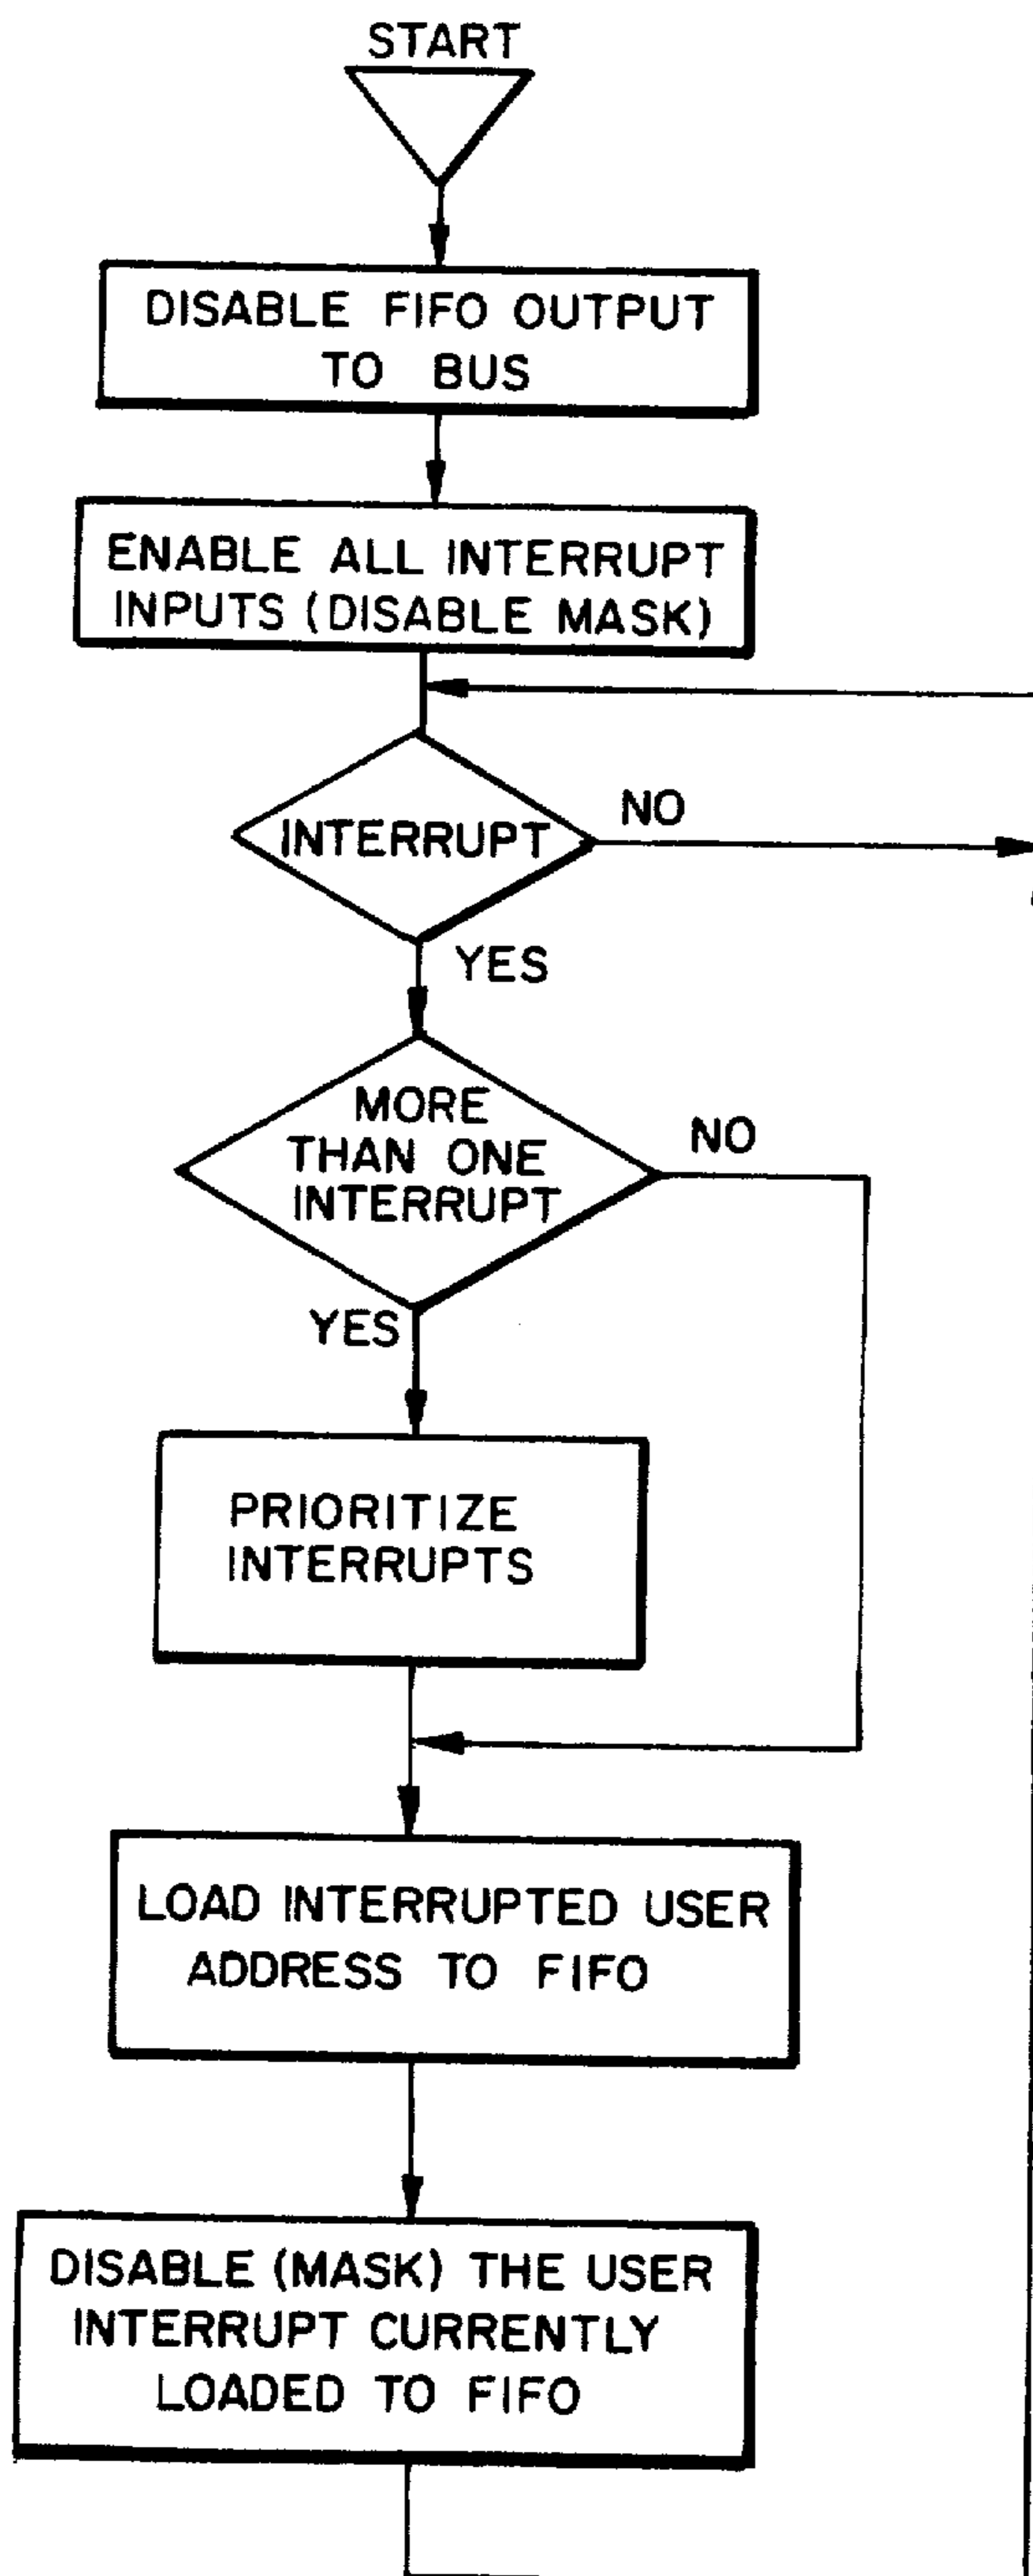 START
DISABLE FIFO OUTPUT
TO BUS
ENABLE ALL INTERRUPT
INPUTS (DISABLE MASK)
INTERRUPT
NO
YES
MORE
THAN ONE
INTERRUPT
NO
YES
PRIORITIZE
INTERRUPTS
LOAD INTERRUPTED USER
ADDRESS TO FIFO
DISABLE (MASK) THE USER
INTERRUPT CURRENTLY
LOADED TO FIFO